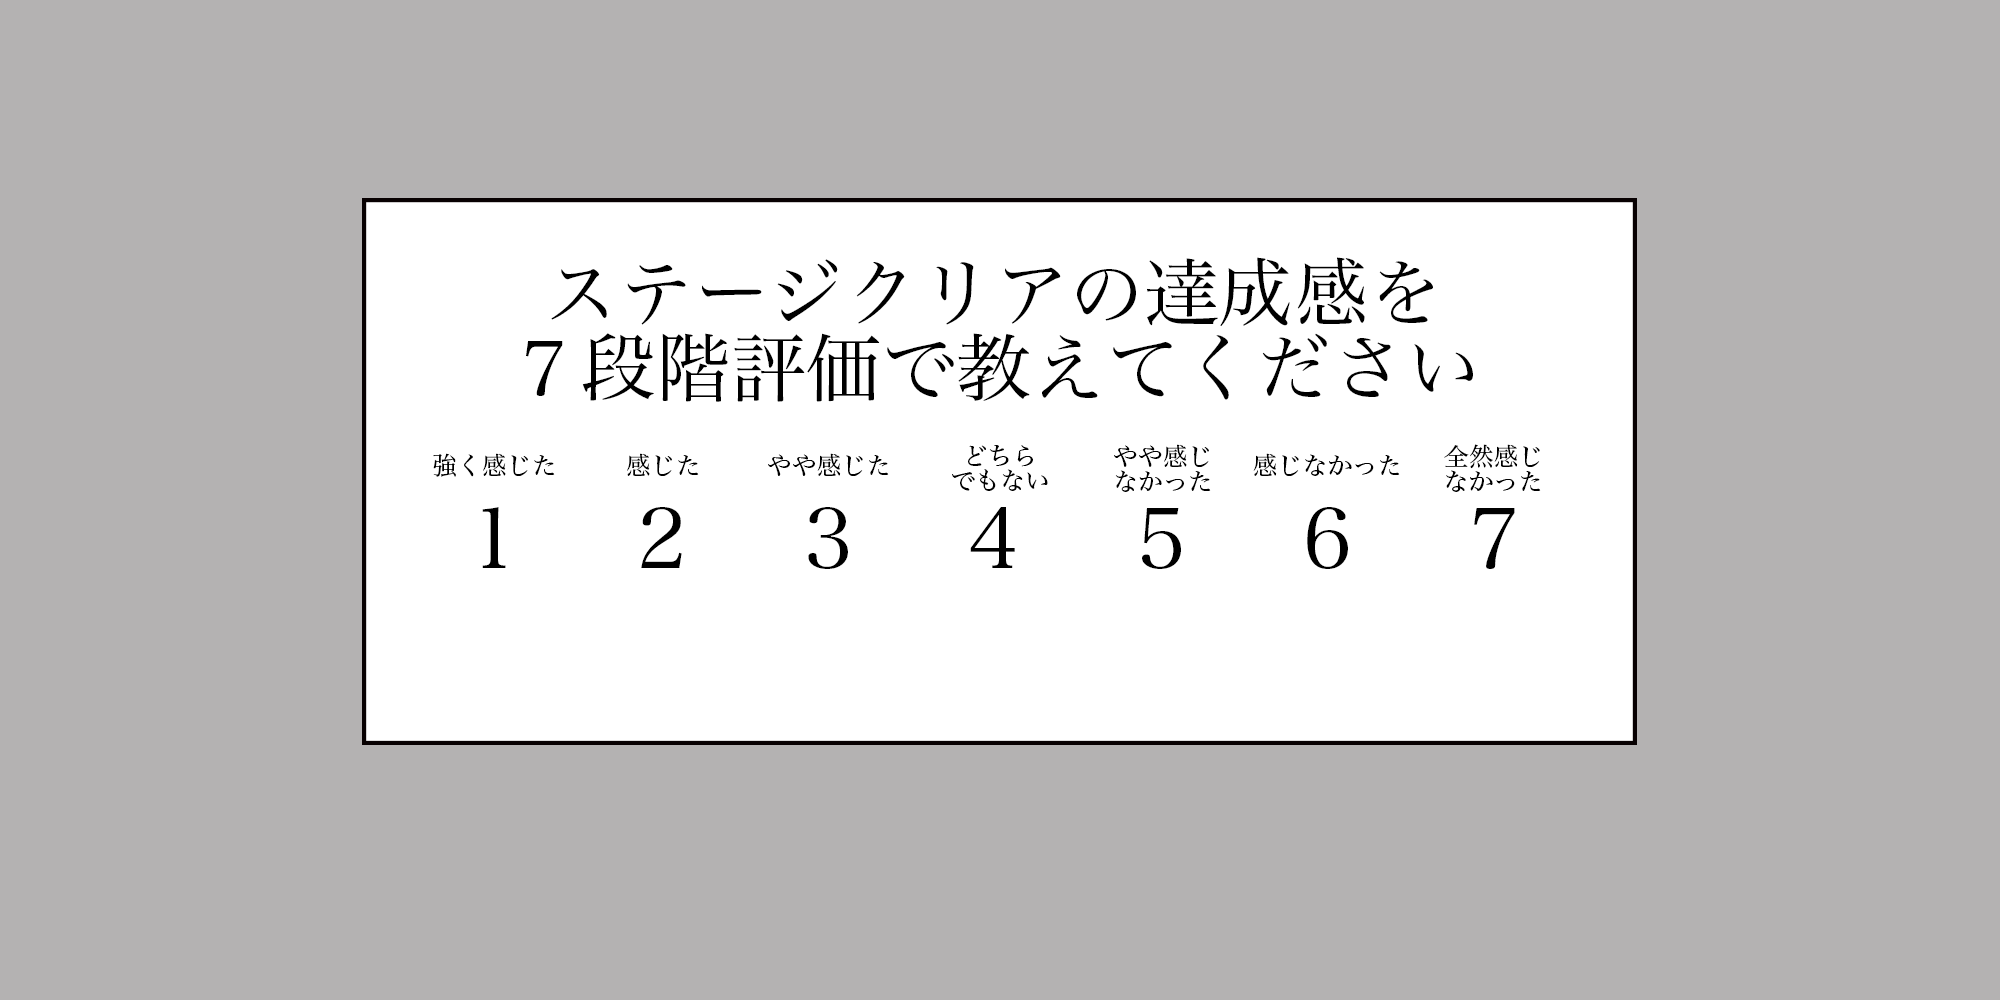 ステージクリアの達成感を
７段階評価で教えてください
強く感じた 感じた やや感じた どちら やや感じ 感じなかった 全然感じ
でもない なかった なかった
1 2 3 4 5 6 7